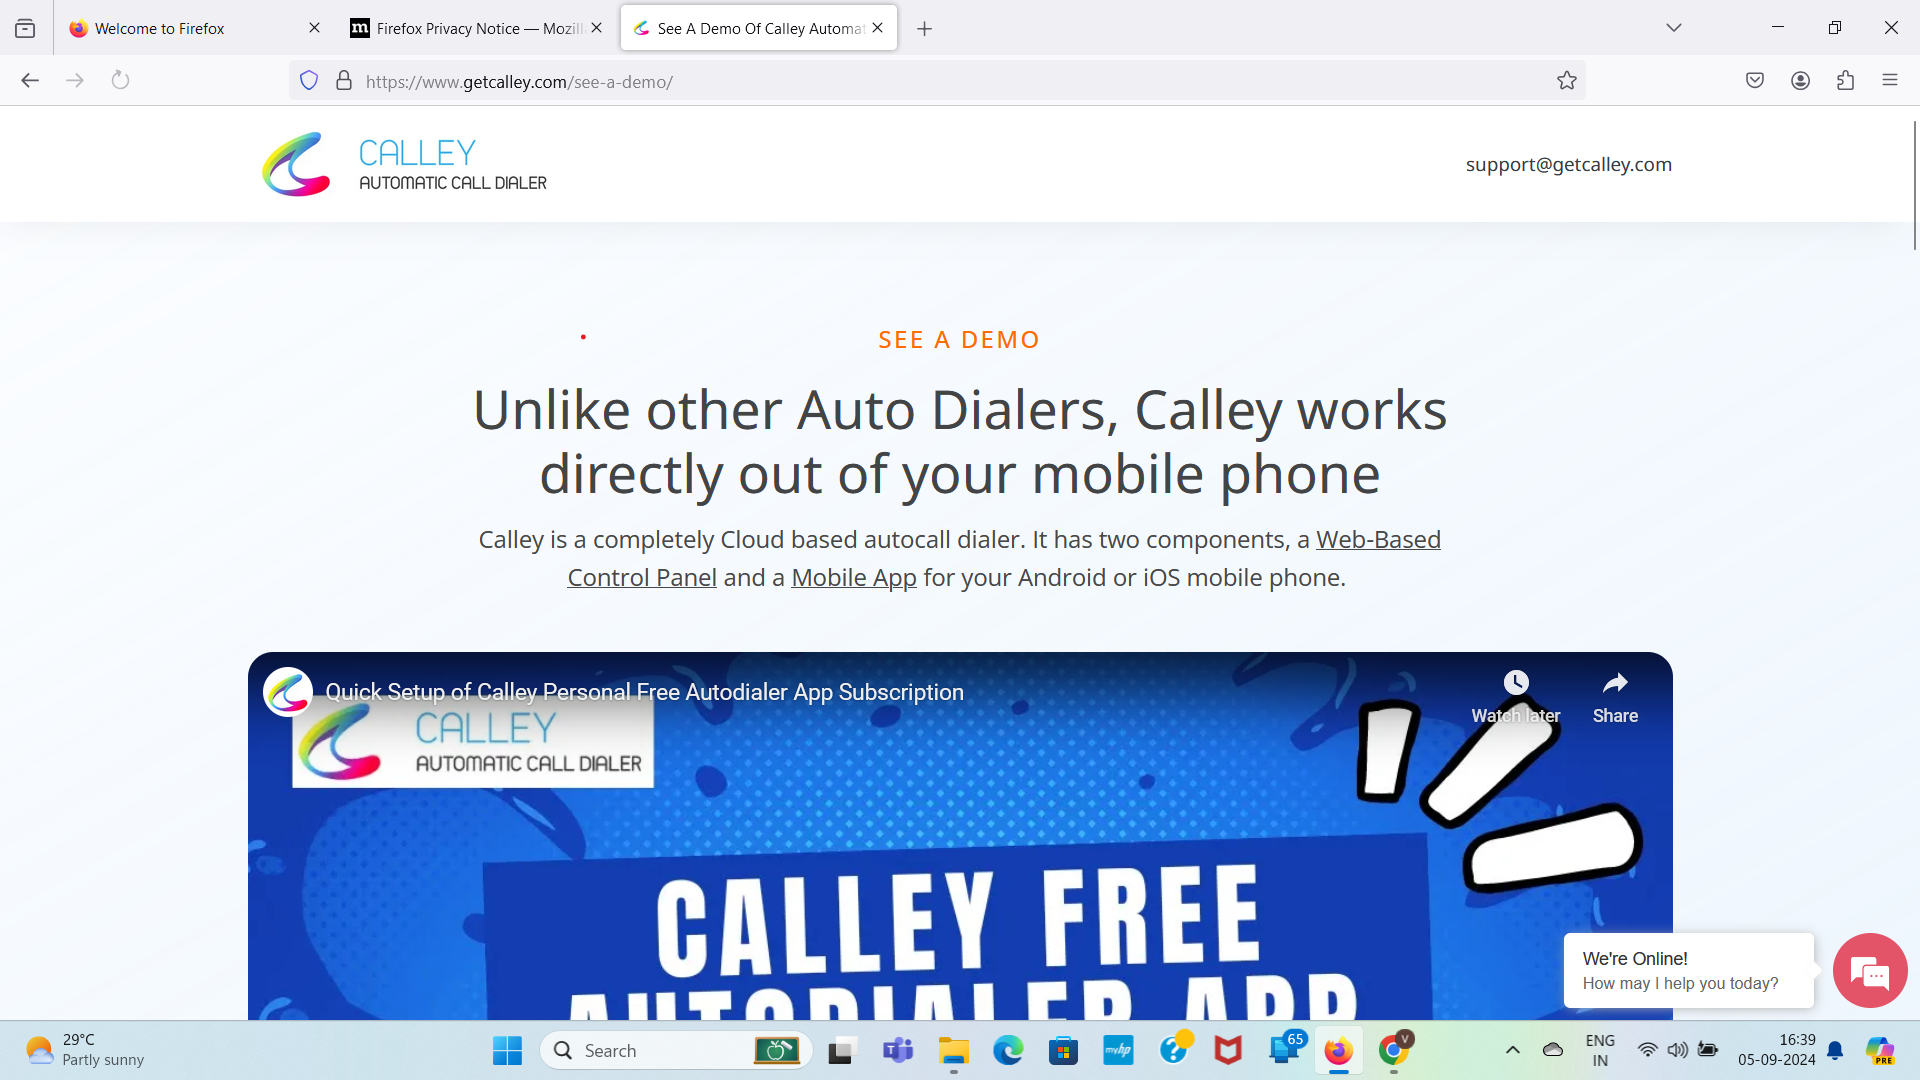 Welcome to Firefox
Firefox Privacy Notice — Mozill
See A Demo Of Calley Automat
https://www.getcalley.com/see-a-demo/
CALLEY
AUTOMATIC CALL DIALER
support@getcalley.com
SEE A DEMO
Unlike other Auto Dialers, Calley works
directly out of your mobile phone
Calley is a completely Cloud based autocall dialer. It has two components, a Web-Based
Control Panel and a Mobile App for your Android or iOS mobile phone.
Quick Setup of Calley Personal Free Autodialer App Subscription
Watch later
Share
CALLEY
AUTOMATIC CALL DIALER
CALLEY FREE
AUTODIALER APP
We're Online!
How may I help you today?
29°C
Partly sunny
Search
myhp
65
V
ENG
IN
16:39
05-09-2024
PRE